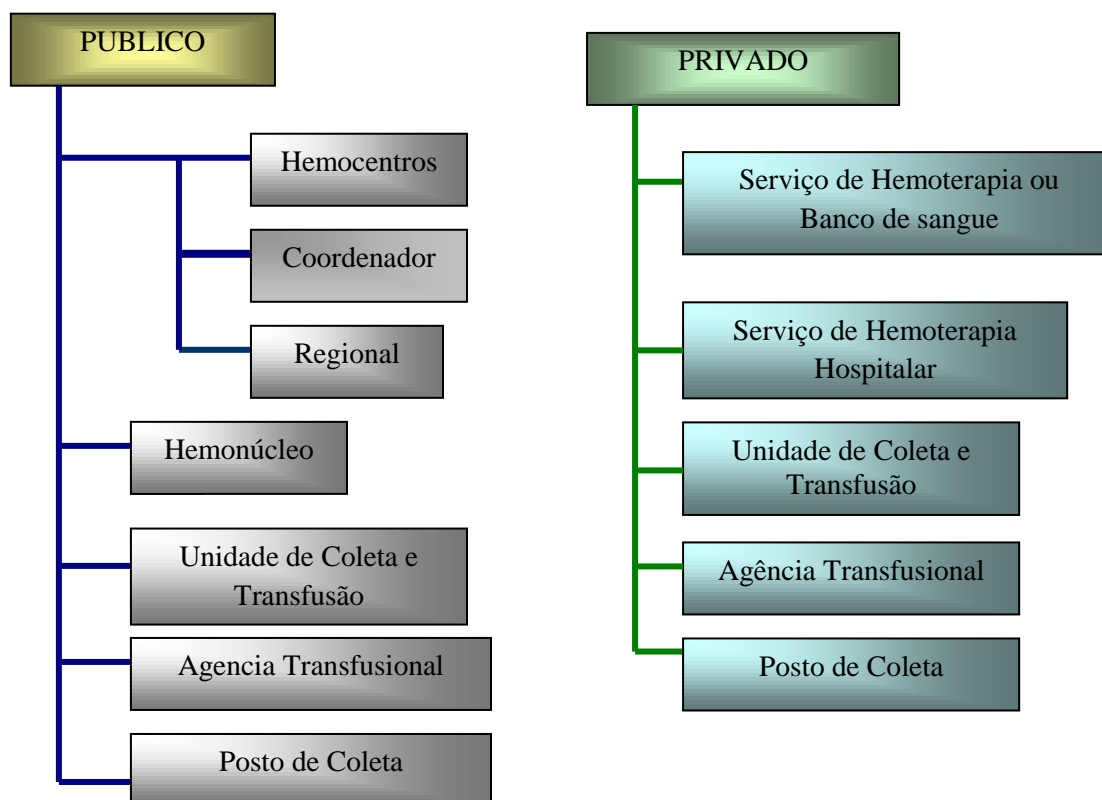 PUBLICO
Hemocentros
Coordenador
Regional
Hemonúcleo
Unidade de Coleta e
Transfusão
Agencia Transfusional
Posto de Coleta
PRIVADO
Serviço de Hemoterapia ou
Banco de sangue
Serviço de Hemoterapia
Hospitalar
Unidade de Coleta e
Transfusão
Agência Transfusional
Posto de Coleta